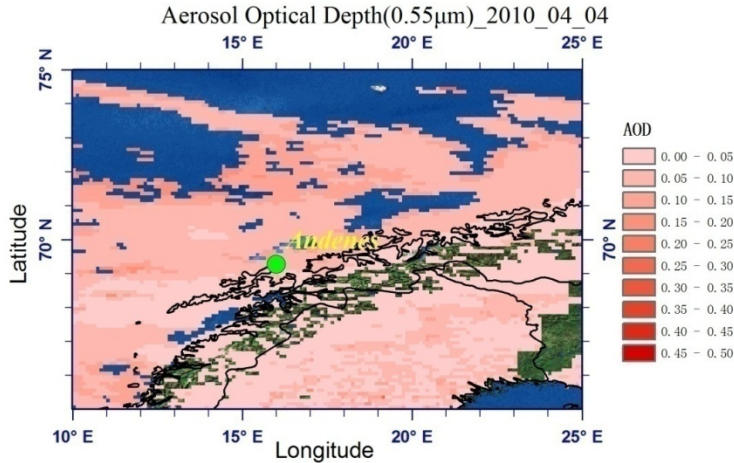 Aerosol Optical Depth(0.55μm)_2010_04_04
15° E 20° E 25° E
75° N
70° N
70° N
Latitude
Andenes
10° E 15° E 20° E 25° E
Longitude
AOD
0.00 - 0.05
0.05 - 0.10
0.10 - 0.15
0.15 - 0.20
0.20 - 0.25
0.25 - 0.30
0.30 - 0.35
0.35 - 0.40
0.40 - 0.45
0.45 - 0.50